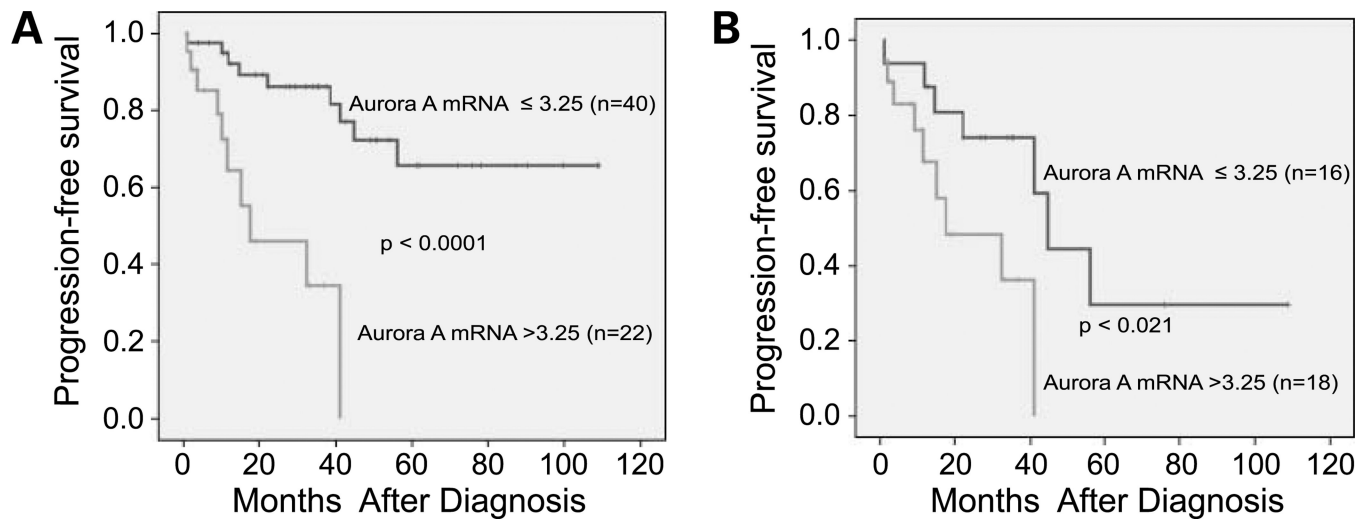 A
Progression-free survival
1.0
0.8
0.6
0.4
0.2
0.0
Aurora A mRNA ≤ 3.25 (n=40)
p < 0.0001
Aurora A mRNA >3.25 (n=22)
0 20 40 60 80 100 120
Months After Diagnosis
B
Progression-free survival
1.0
0.8
0.6
0.4
0.2
0.0
Aurora A mRNA ≤ 3.25 (n=16)
p < 0.021
Aurora A mRNA >3.25 (n=18)
0 20 40 60 80 100 120
Months After Diagnosis